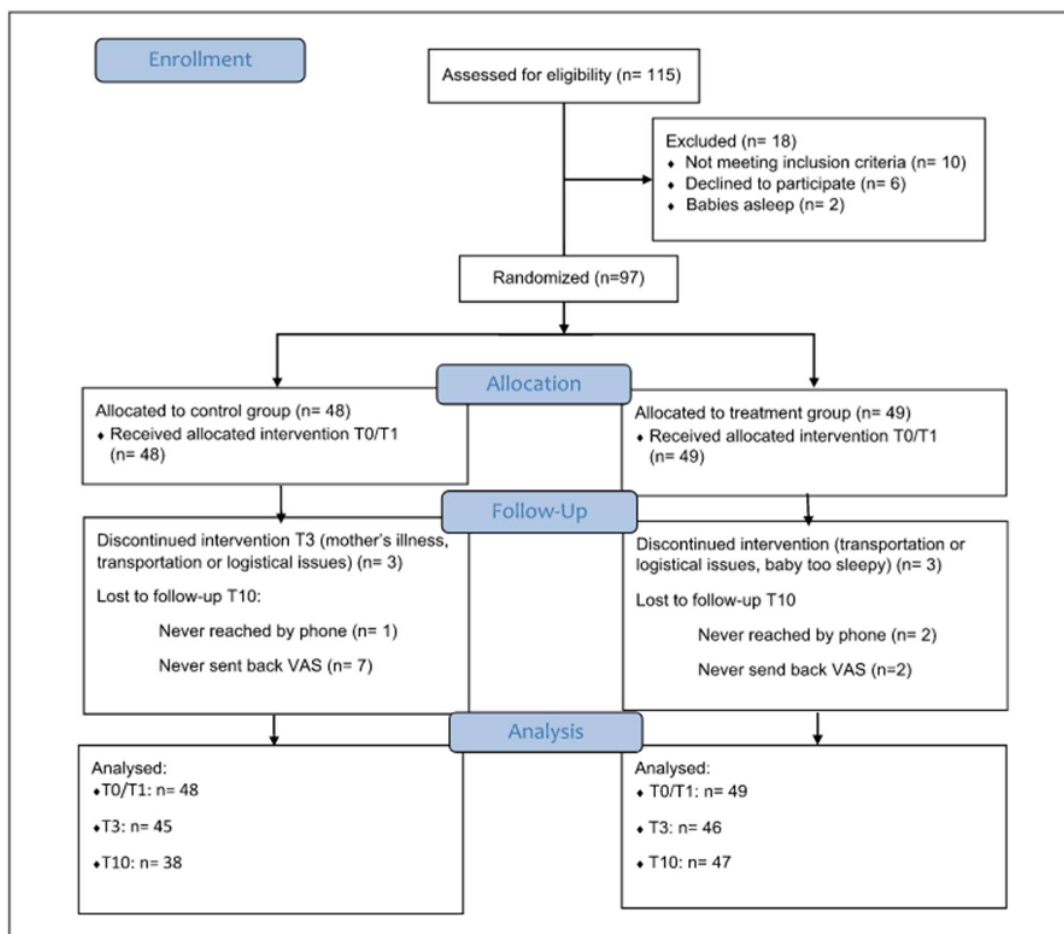 Enrollment
Assessed for eligibility (n= 115)
Excluded (n= 18)
♦ Not meeting inclusion criteria (n= 10)
♦ Declined to participate (n= 6)
♦ Babies asleep (n= 2)
Randomized (n=97)
Allocation
Allocated to control group (n= 48)
♦ Received allocated intervention T0/T1
(n= 48)
Allocated to treatment group (n= 49)
♦ Received allocated intervention T0/T1
(n= 49)
Follow-Up
Discontinued intervention T3 (mother's illness,
transportation or logistical issues) (n= 3)
Lost to follow-up T10:
Never reached by phone (n= 1)
Never sent back VAS (n= 7)
Discontinued intervention (transportation or
logistical issues, baby too sleepy) (n= 3)
Lost to follow-up T10
Never reached by phone (n= 2)
Never send back VAS (n=2)
Analysis
Analysed:
♦T0/T1: n= 48
♦T3: n= 45
♦T10: n= 38
Analysed:
♦ T0/T1: n= 49
♦ T3: n= 46
♦ T10: n= 47